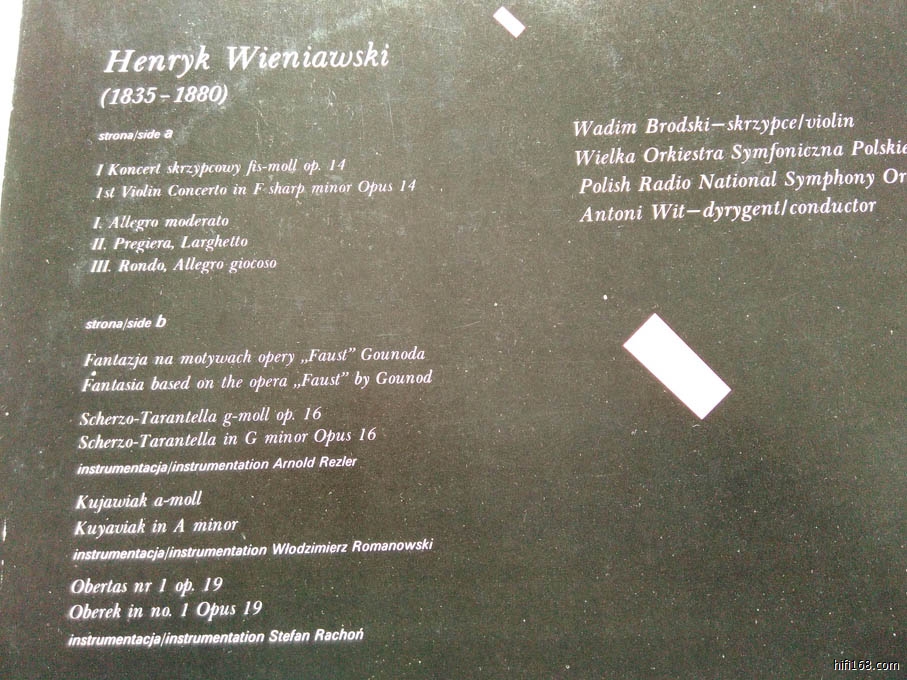 Henryk Wieniawski
(1835-1880)
strona/side a
I Koncert skrzypcowy fis-moll op. 14
1st Violin Concerto in F-sharp minor Opus 14
I. Allegro moderato
II. Pregiera, Larghetto
III. Rondo, Allegro giocoso
strona/side b
Fantazja na motywach opery „Faust” Gounoda
Fantasia based on the opera „Faust” by Gounod
Scherzo-Tarantella g-moll op. 16
Scherzo-Tarantella in G minor Opus 16
instrumentacja/instrumentation Arnold Rezler
Kujawiak a-moll
Kuyaviak in A minor
instrumentacja/instrumentation Włodzimierz Romanowski
Obertas nr 1 op. 19
Oberek in no. 1 Opus 19
instrumentacja/instrumentation Stefan Rachoń
Wadim Brodski—skrzypce/violin
Wielka Orkiestra Symfoniczna Polskie
Polish Radio National Symphony Or
Antoni Wit—dyrygent/conductor
hifi168.com